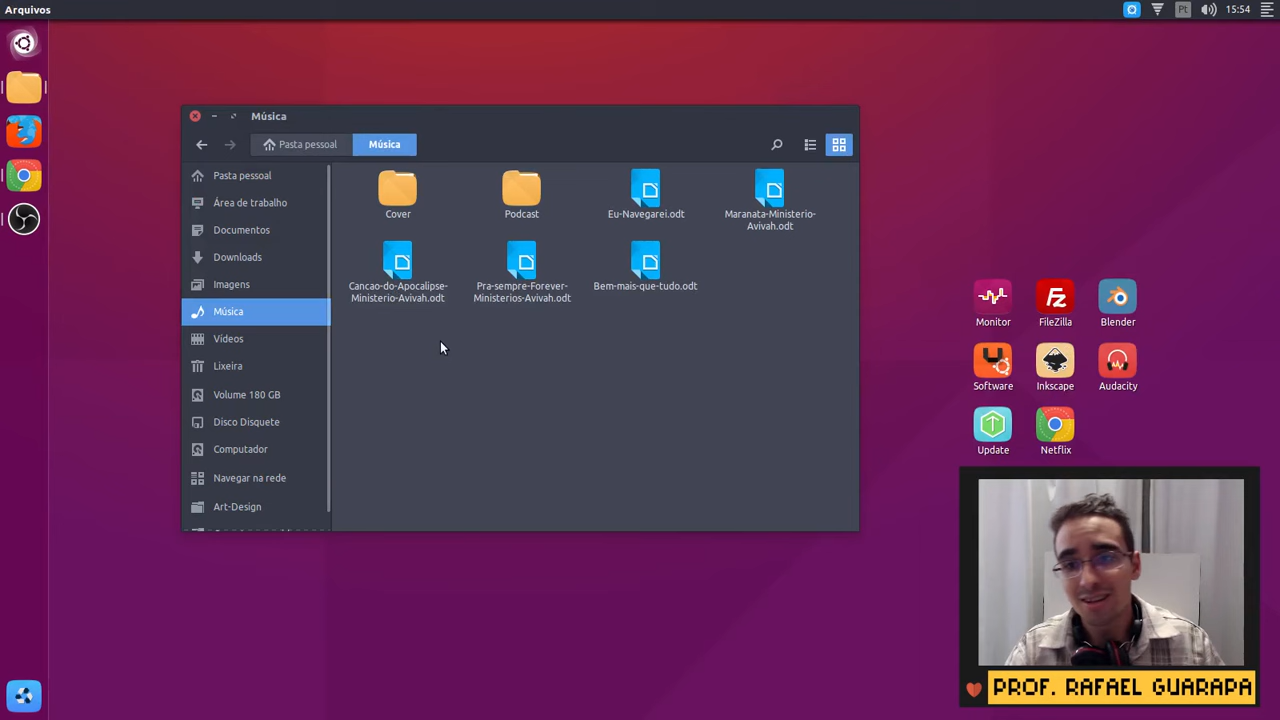 Arquivos
Pt
15:54
Música
Pasta pessoal
Música
Pasta pessoal
Área de trabalho
Documentos
Downloads
Imagens
Música
Vídeos
Lixeira
Volume 180 GB
Disco Disquete
Computador
Navegar na rede
Art-Design
Cover
Podcast
Eu-Navegarei.odt
Maranata-Ministerio-
Avivah.odt
Cancao-do-Apocalipse-
Ministerio-Avivah.odt
Pra-sempre-Forever-
Ministerios-Avivah.odt
Bem-mais-que-tudo.odt
Monitor
FileZilla
Blender
Software
Inkscape
Audacity
Update
Netflix
PROF. RAFAEL GUARAPA